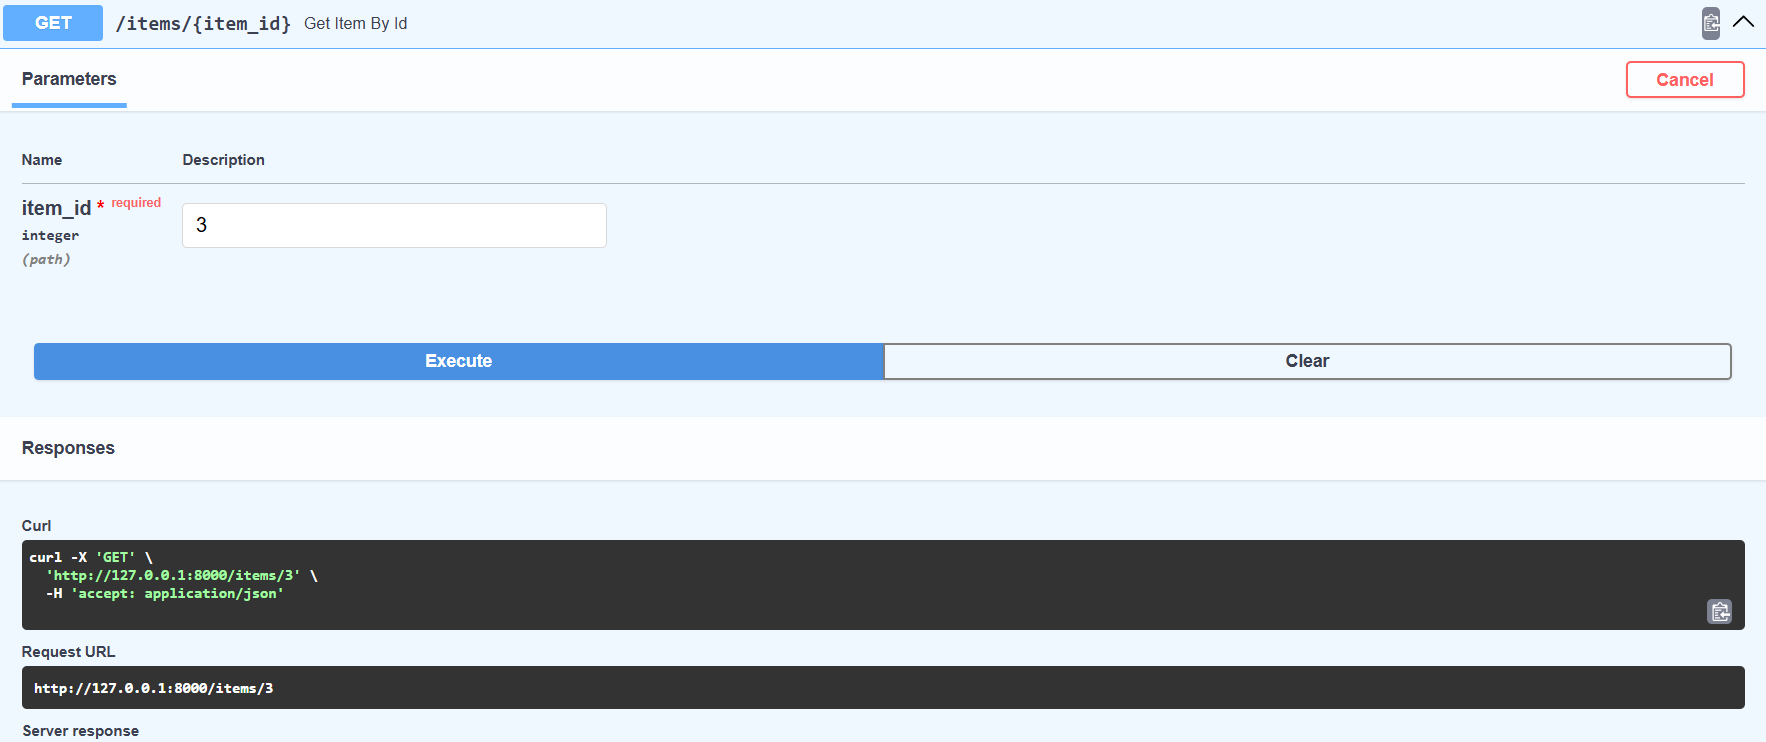 GET /items/{item_id} Get Item By Id
Parameters Cancel
Name Description
item_id * required
3
integer
(path)
Execute Clear
Responses
Curl
curl -X 'GET' \
'http://127.0.0.1:8000/items/3' \
-H 'accept: application/json'
Request URL
http://127.0.0.1:8000/items/3
Server response